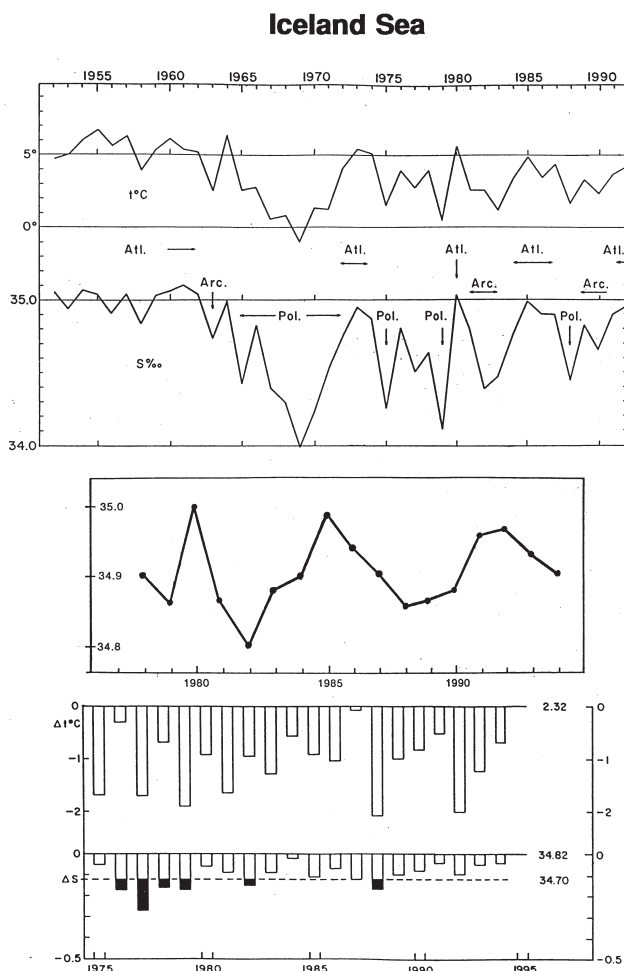 Iceland Sea
1955 1960 1965 1970 1975 1980 1985 1990
5°
t°C
0°
Atl. Atl. Atl. Atl. Atl.
Arc. Arc. Arc.
35.0
Pol. Pol. Pol. Pol.
S‰
34.0
35.0
34.9
34.8
1980 1985 1990
0 2.32 0
Δt°C
-1 -1
-2 -2
0 34.82 0
ΔS 34.70
-0.5 -0.5
1975 1980 1985 1990 1995